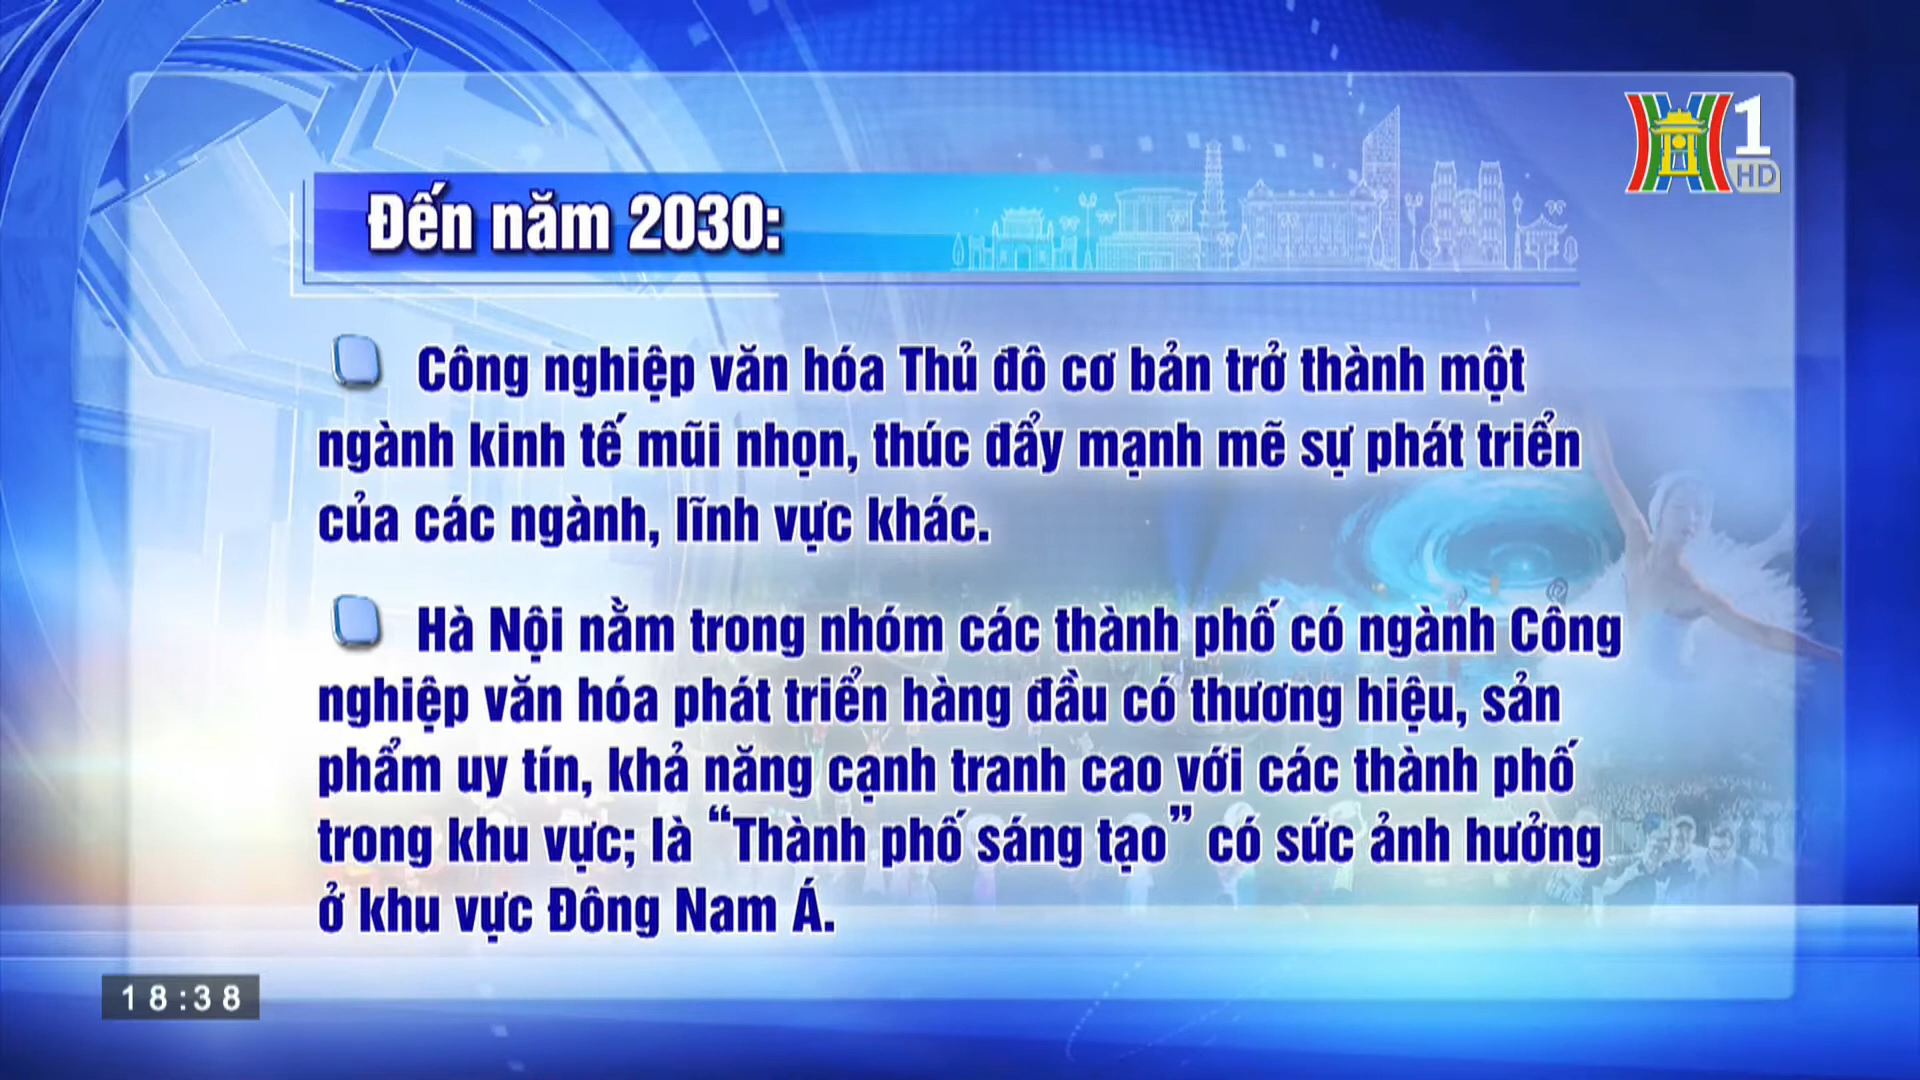 1
HD
Đến năm 2030:
Công nghiệp văn hóa Thủ đô cơ bản trở thành một
ngành kinh tế mũi nhọn, thúc đẩy mạnh mẽ sự phát triển
của các ngành, lĩnh vực khác.
Hà Nội nằm trong nhóm các thành phố có ngành Công
nghiệp văn hóa phát triển hàng đầu có thương hiệu, sản
phẩm uy tín, khả năng cạnh tranh cao với các thành phố
trong khu vực; là “Thành phố sáng tạo” có sức ảnh hưởng
ở khu vực Đông Nam Á.
18:38